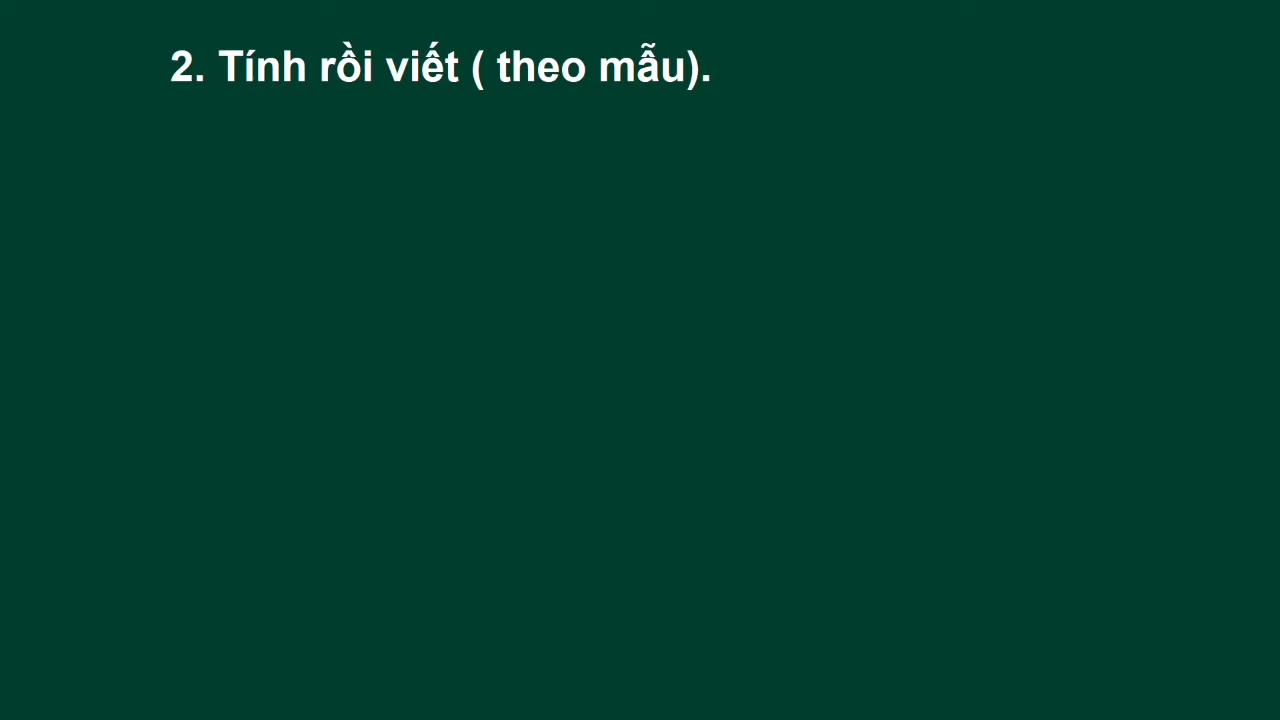 2. Tính rồi viết ( theo mẫu).